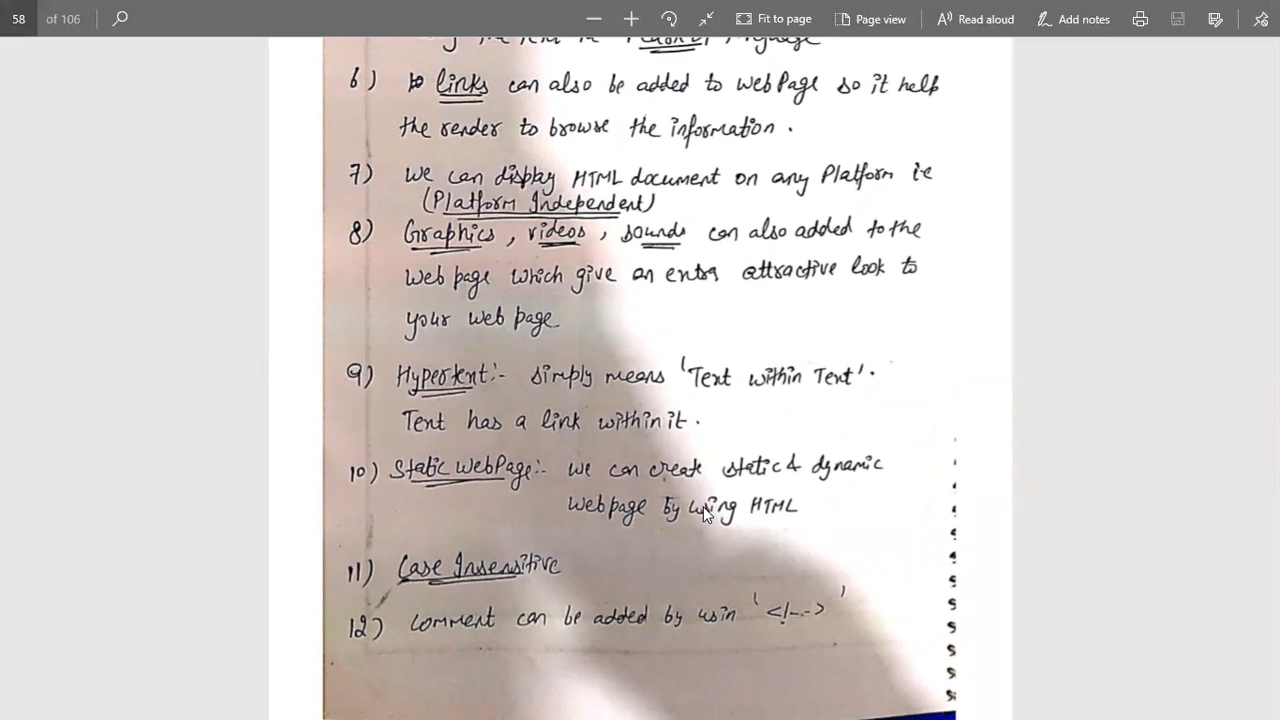 58 of 106
Fit to page
Page view
Read aloud
Add notes
6) links can also be added to webPage so it help
the render to browse the information.
7) we can display HTML document on any Platform ie
(Platform Independent)
8) Graphics, videos, sounds can also added to the
web page which give an extra attractive look to
your web page
9) Hypertext:- simply means 'Text within Text'.
Text has a link within it.
10) Static WebPage:- we can create static & dynamic
webpage by using HTML
11) Case Insensitive
12) comment can be added by usin '<!--->'